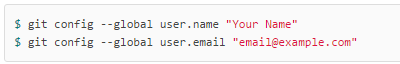 $ git config --global user.name "Your Name"
$ git config --global user.email "email@example.com"